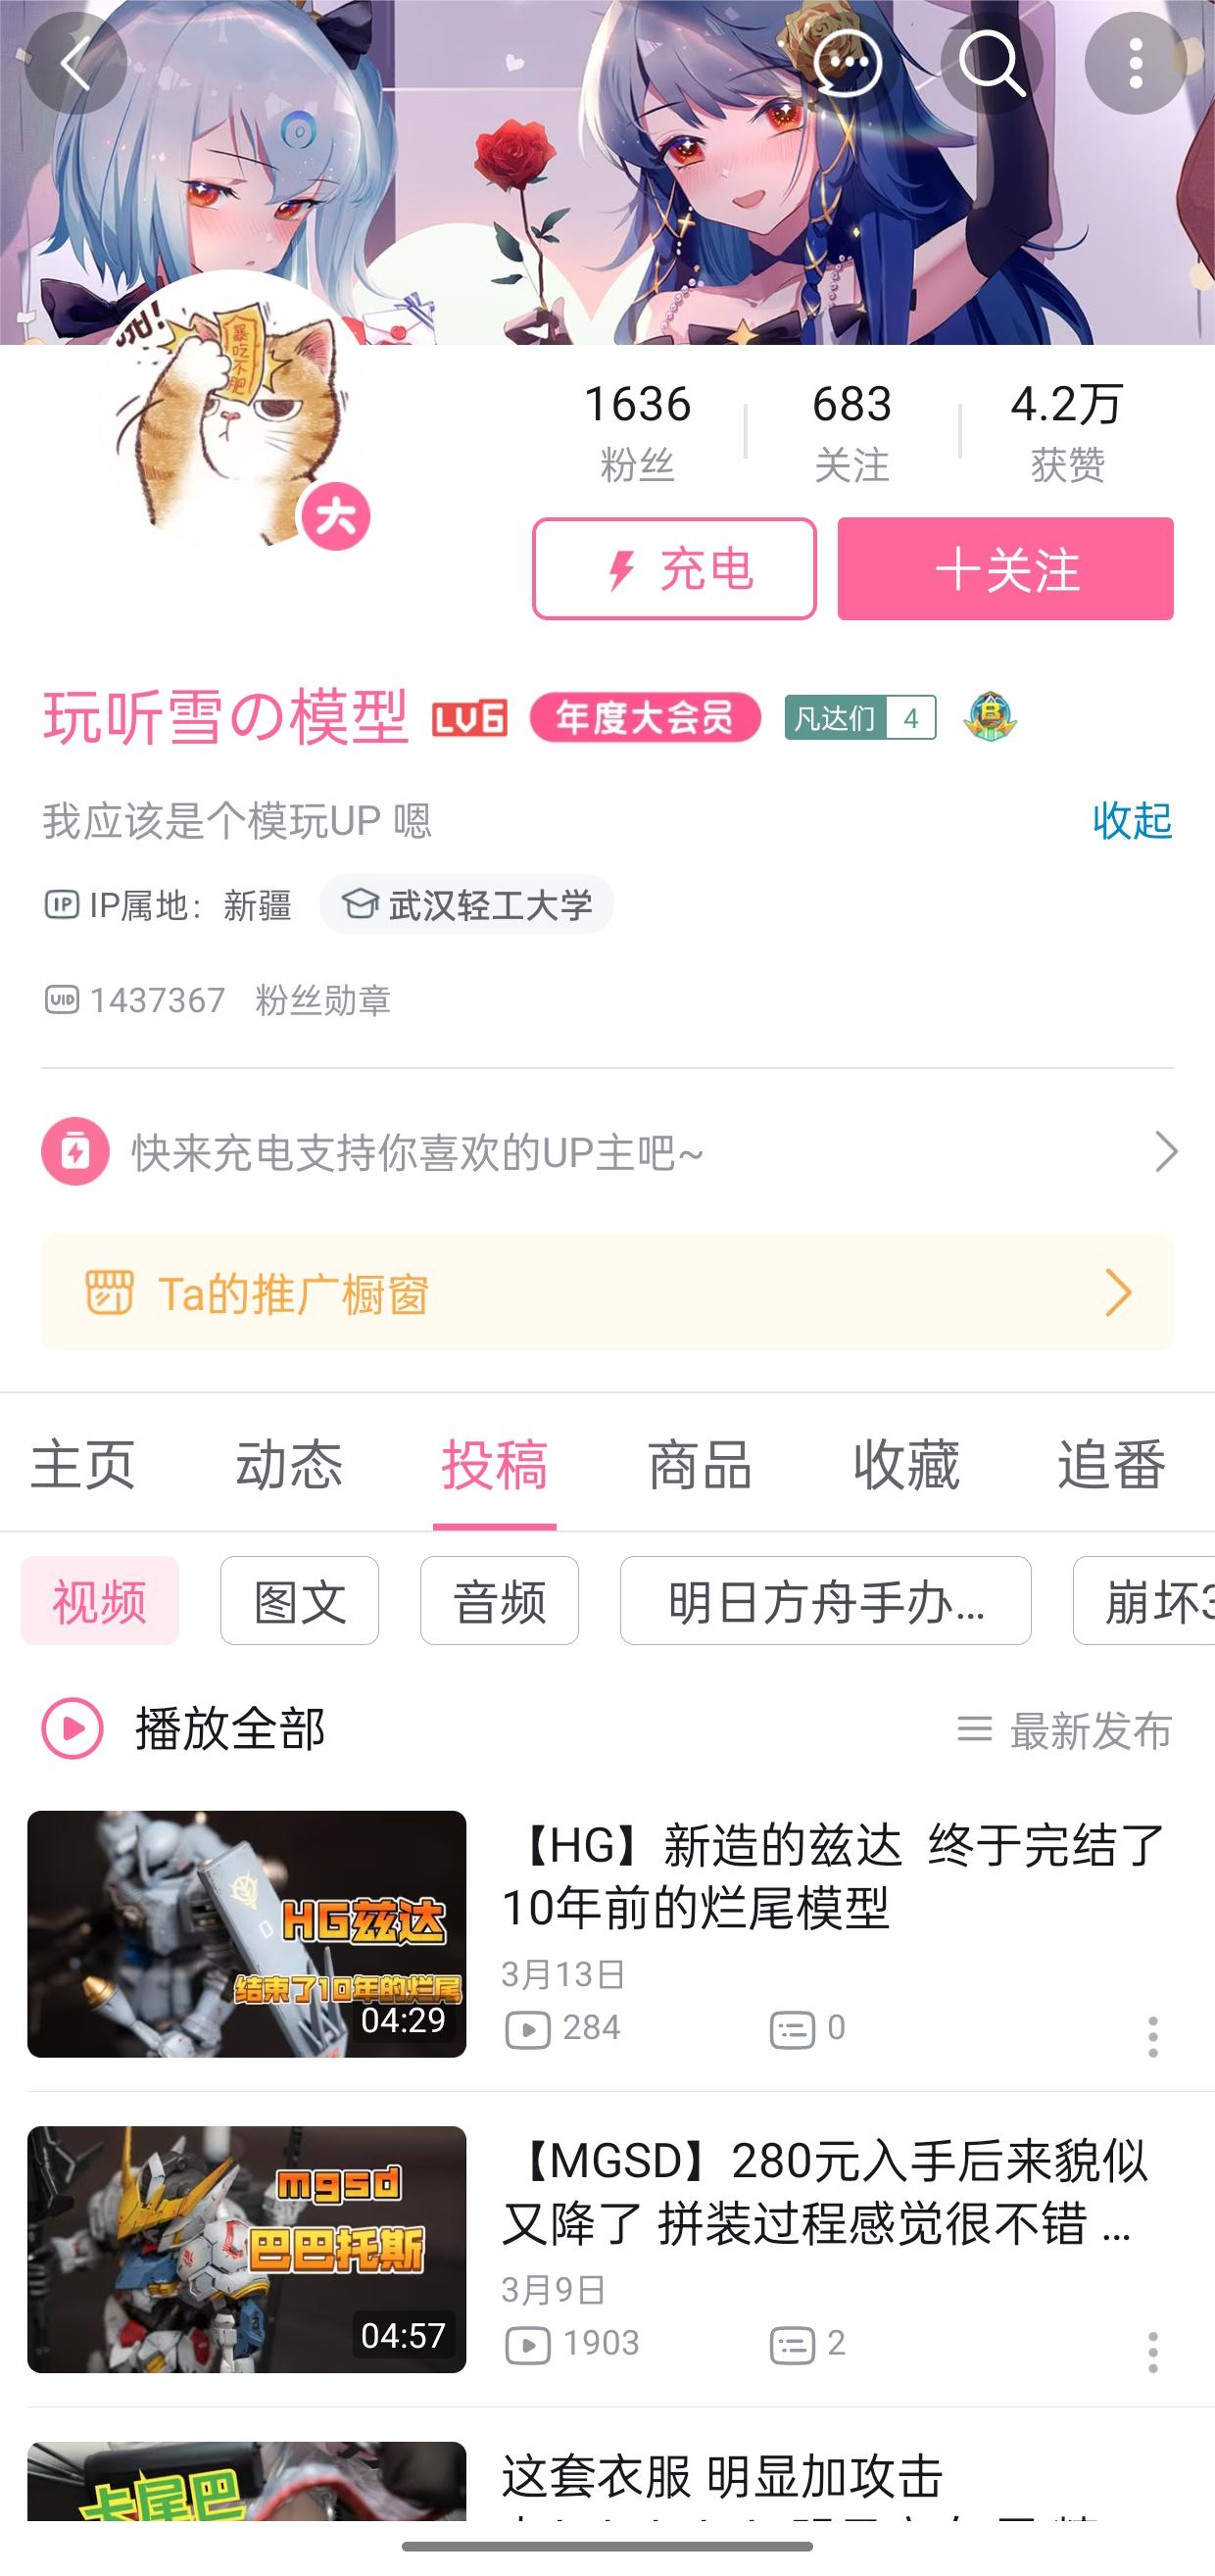 暴吃不肥
大
1636
683
4.2万
粉丝
关注
获赞
充电
关注
玩听雪の模型
LV6
年度大会员
凡达们 4
我应该是个模玩UP 嗯
收起
IP IP属地：新疆
武汉轻工大学
UID 1437367 粉丝勋章
快来充电支持你喜欢的UP主吧~
Ta的推广橱窗
主页 动态 投稿 商品 收藏 追番
视频 图文 音频 明日方舟手办... 崩坏3
播放全部
最新发布
HG兹达
结束了10年的烂尾
04:29
【HG】新造的兹达 终于完结了
10年前的烂尾模型
3月13日
284 0
mgsd
巴巴托斯
04:57
【MGSD】280元入手后来貌似
又降了 拼装过程感觉很不错 ...
3月9日
1903 2
卡尾巴
这套衣服 明显加攻击